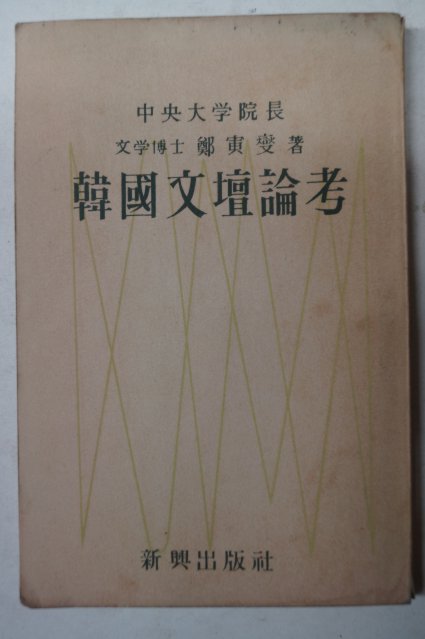 中央大学院長
文学博士 鄭寅燮 著
韓國文壇論考
新興出版社